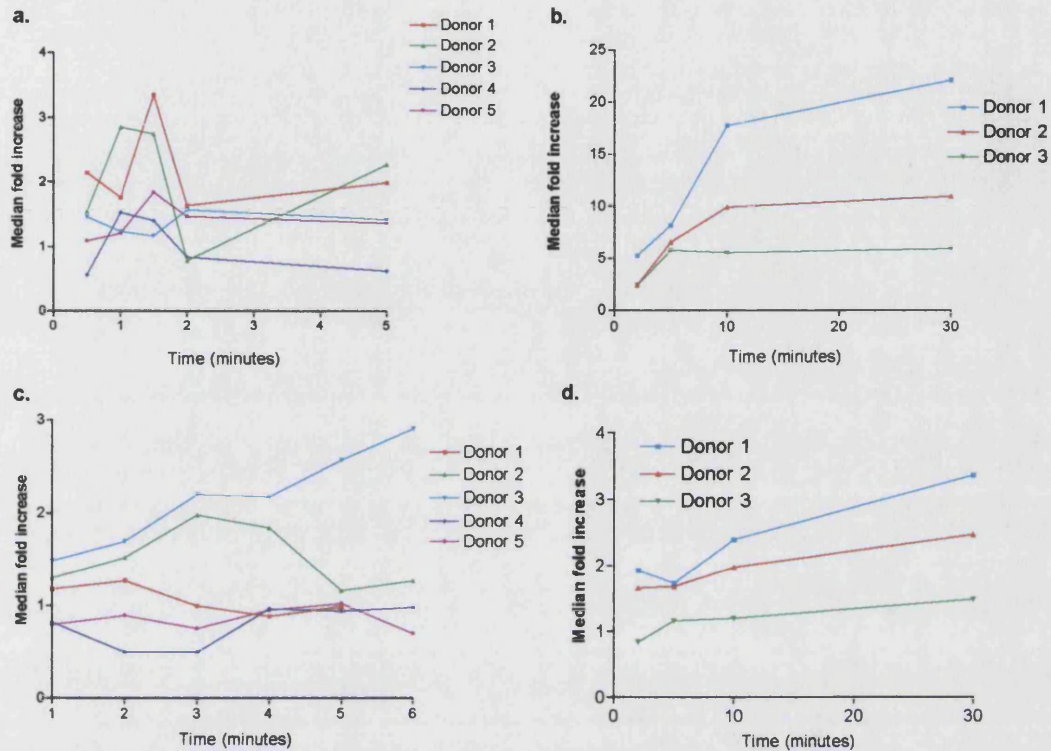 a.
Donor 1
Donor 2
Donor 3
Donor 4
Donor 5
Median fold increase
4
3
2
1
0
0 1 2 3 4 5
Time (minutes)
b.
Donor 1
Donor 2
Donor 3
Median fold increase
25
20
15
10
5
0
0 10 20 30
Time (minutes)
c.
Donor 1
Donor 2
Donor 3
Donor 4
Donor 5
Median fold increase
3
2
1
0
1 2 3 4 5 6
Time (minutes)
d.
Donor 1
Donor 2
Donor 3
Median fold increase
4
3
2
1
0
0 10 20 30
Time (minutes)